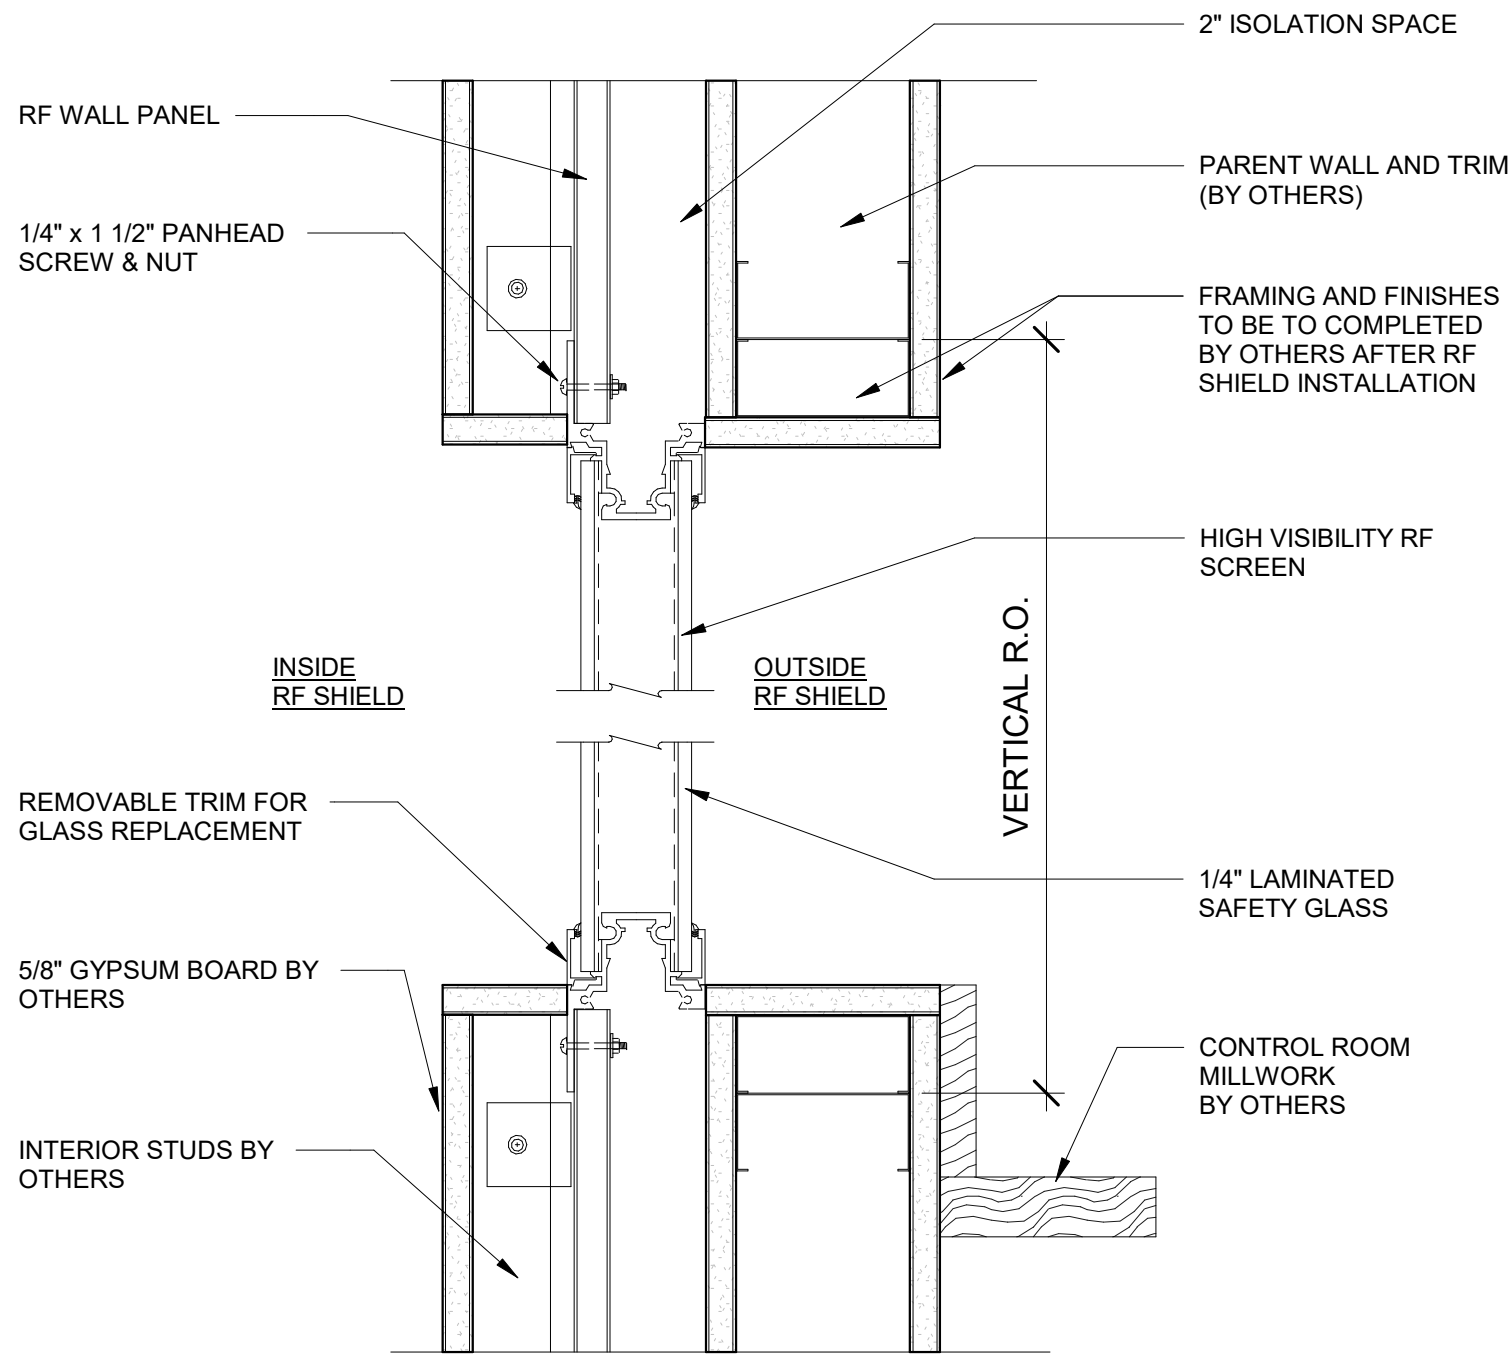 2" ISOLATION SPACE
RF WALL PANEL
PARENT WALL AND TRIM
(BY OTHERS)
1/4" x 1 1/2" PANHEAD
SCREW & NUT
FRAMING AND FINISHES
TO BE TO COMPLETED
BY OTHERS AFTER RF
SHIELD INSTALLATION
HIGH VISIBILITY RF
SCREEN
INSIDE
RF SHIELD
OUTSIDE
RF SHIELD
VERTICAL R.O.
REMOVABLE TRIM FOR
GLASS REPLACEMENT
1/4" LAMINATED
SAFETY GLASS
5/8" GYPSUM BOARD BY
OTHERS
CONTROL ROOM
MILLWORK
BY OTHERS
INTERIOR STUDS BY
OTHERS